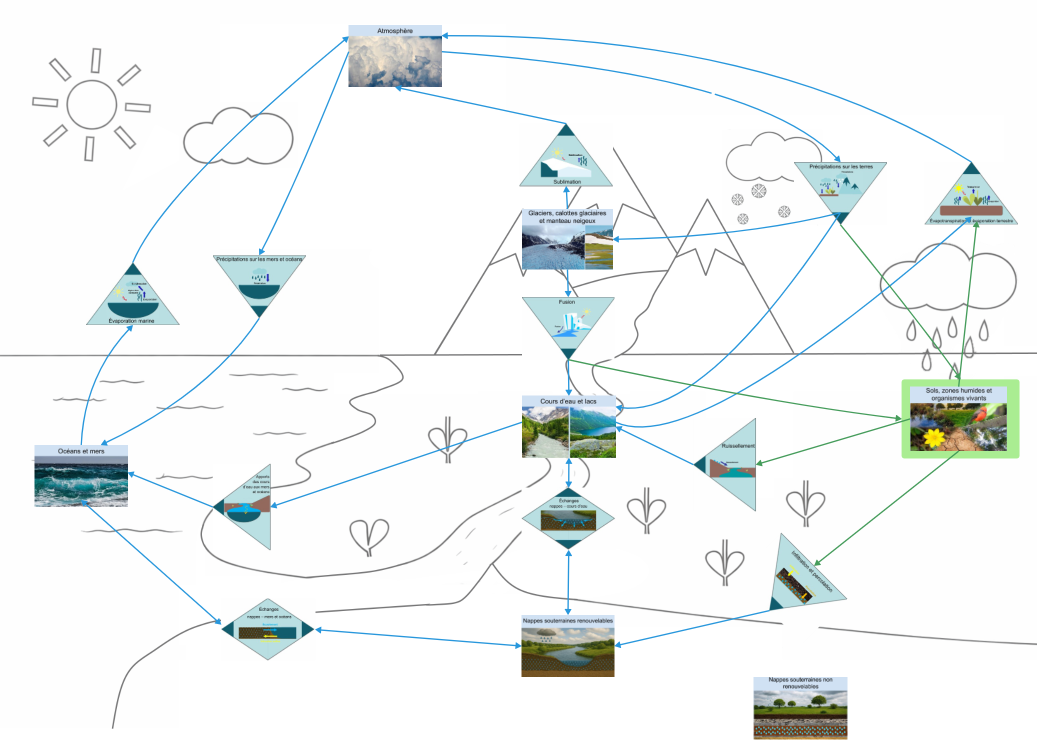 Atmosphère
Sublimation
Précipitations sur les terres
Glaciers, calottes glaciaires
et manteau neigeux
Précipitations sur les mers et océans
Évaporation marine
Fusion
Cours d'eau et lacs
Sols, zones humides et
organismes vivants
Océans et mers
Ruissellement
Apports
des cours
d'eau aux mers
et océans
Échanges
nappes - cours d'eau
Infiltration et percolation
Échanges
nappes - mers et océans
Nappes souterraines renouvelables
Nappes souterraines non
renouvelables